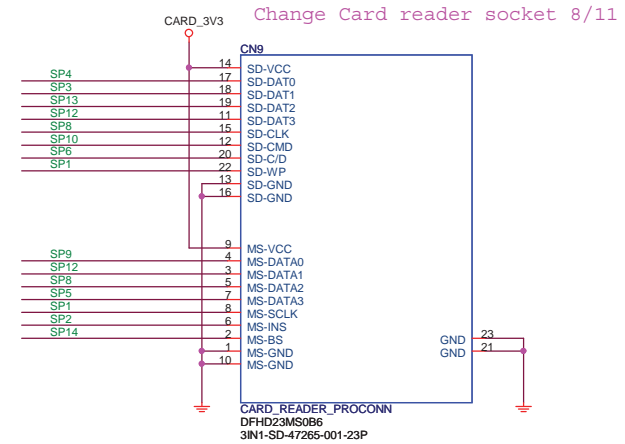 Change Card reader socket 8/11
CARD_3V3
CN9
14 SD-VCC
SP4 17 SD-DAT0
SP3 18 SD-DAT1
SP13 19 SD-DAT2
SP12 11 SD-DAT3
SP8 15 SD-CLK
SP10 12 SD-CMD
SP6 20 SD-C/D
SP1 22 SD-WP
13 SD-GND
16 SD-GND
9 MS-VCC
SP9 4 MS-DATA0
SP12 3 MS-DATA1
SP8 5 MS-DATA2
SP5 7 MS-DATA3
SP1 8 MS-SCLK
SP2 6 MS-INS
SP14 2 MS-BS
1 MS-GND
10 MS-GND
GND 23
GND 21
CARD_READER_PROCONN
DFHD23MS0B6
3IN1-SD-47265-001-23P